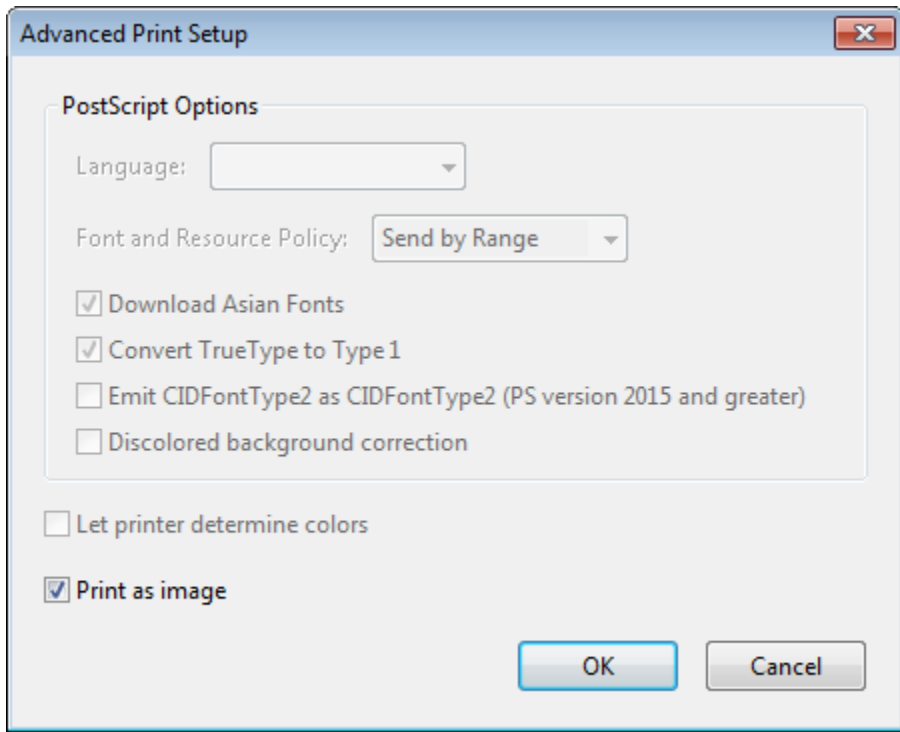 Advanced Print Setup
PostScript Options
Language:
Font and Resource Policy: Send by Range
Download Asian Fonts
Convert TrueType to Type 1
Emit CIDFontType2 as CIDFontType2 (PS version 2015 and greater)
Discolored background correction
Let printer determine colors
Print as image
OK Cancel